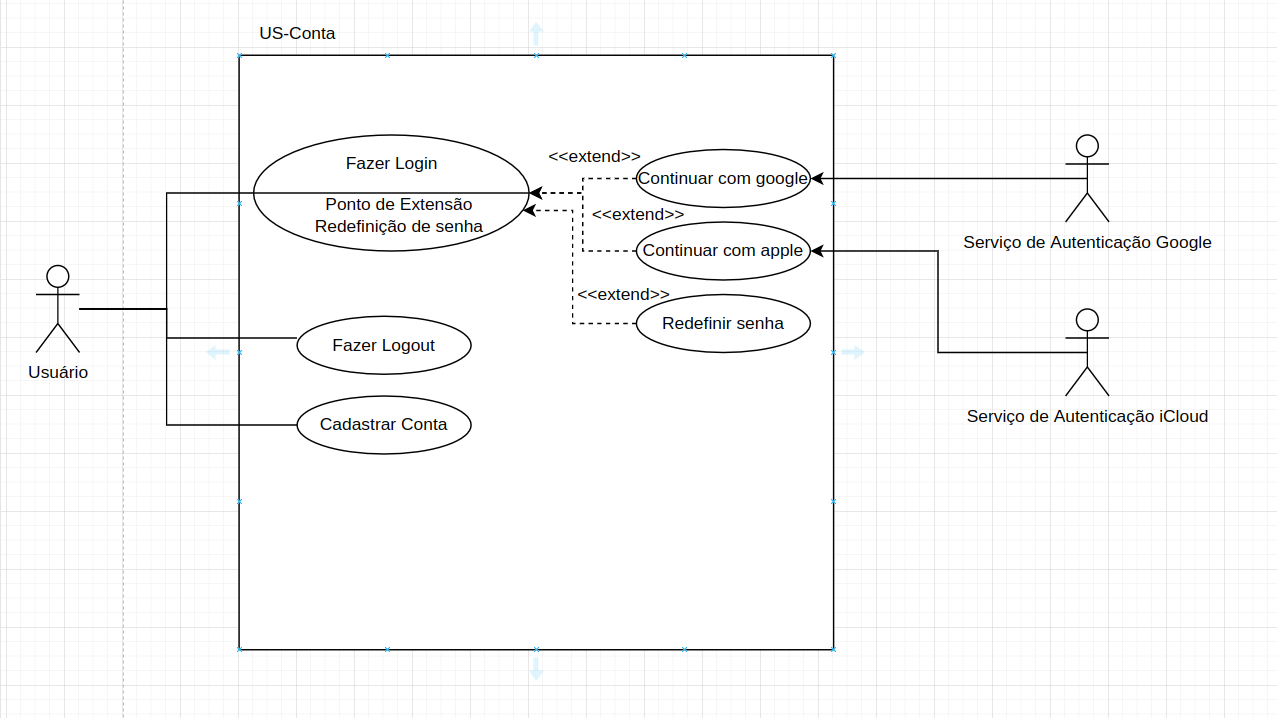 US-Conta
Fazer Login
Ponto de Extensão
Redefinição de senha
<<extend>>
Continuar com google
<<extend>>
Continuar com apple
<<extend>>
Redefinir senha
Fazer Logout
Cadastrar Conta
Usuário
Serviço de Autenticação Google
Serviço de Autenticação iCloud